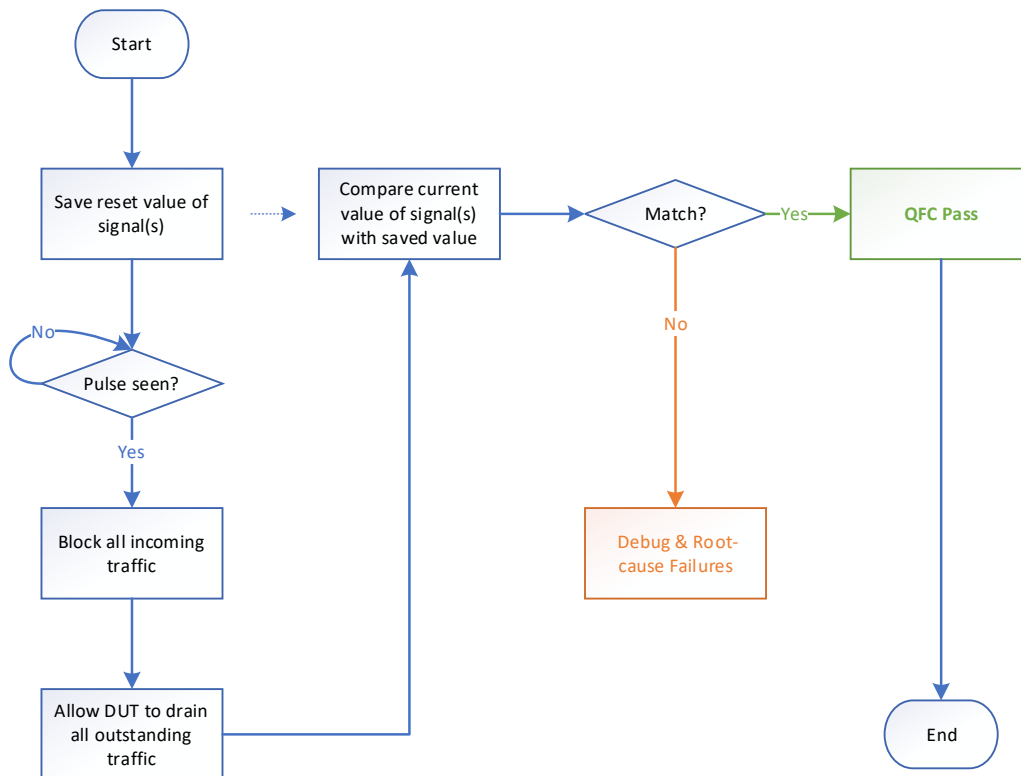 Start
Save reset value of
signal(s)
No
Pulse seen?
Yes
Block all incoming
traffic
Allow DUT to drain
all outstanding
traffic
Compare current
value of signal(s)
with saved value
Match?
Yes
QFC Pass
No
Debug & Root-
cause Failures
End